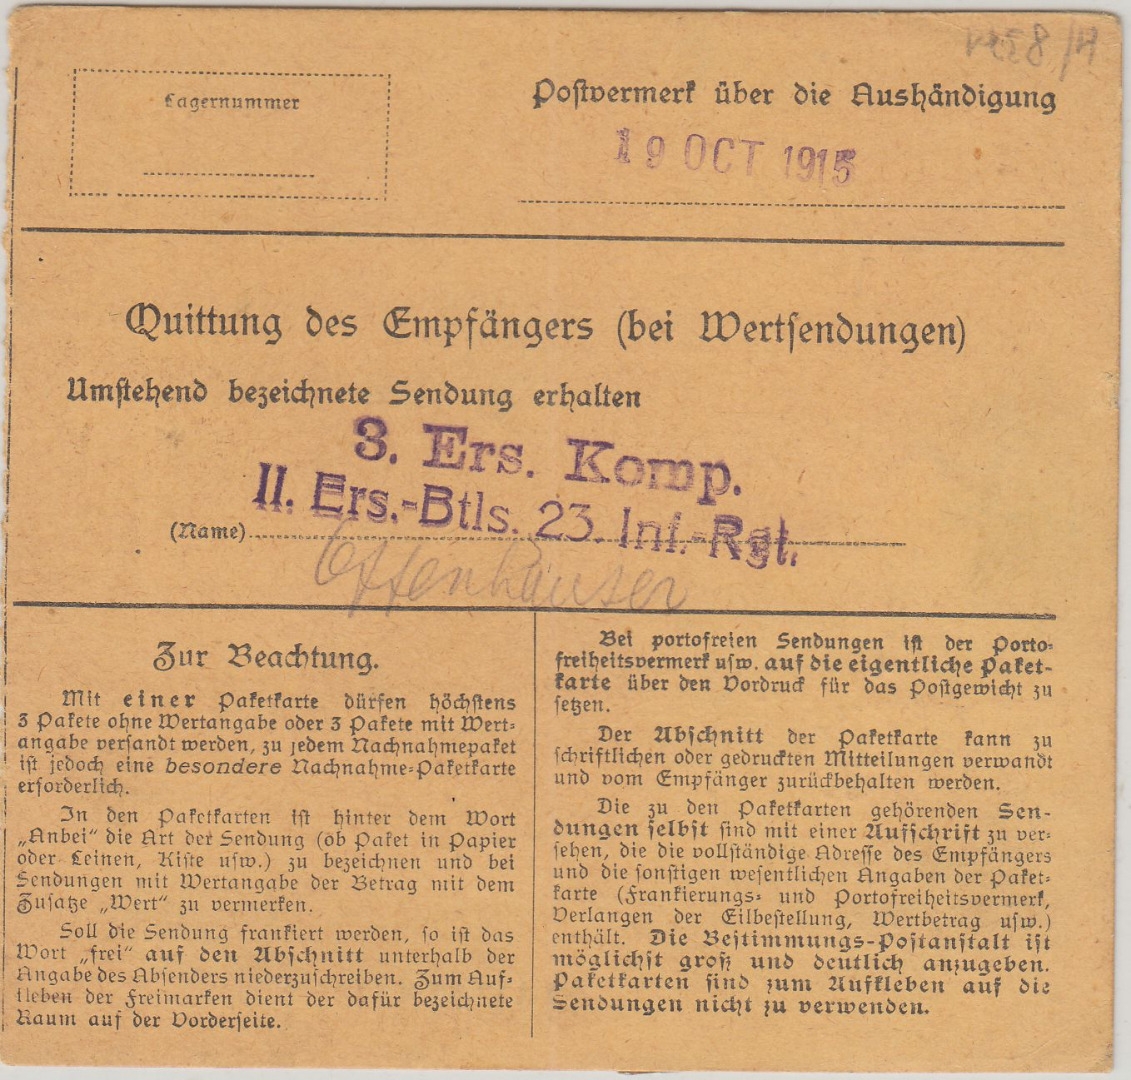 Lagernummer
Postvermerk über die Aushändigung
19 OCT 1915
Quittung des Empfängers (bei Wertsendungen)
Umstehend bezeichnete Sendung erhalten
3. Ers. Komp.
II. Ers.-Btls. 23. Inf.-Rgt.
(Name)
Zur Beachtung.
Mit einer Paketkarte dürfen höchstens
3 Pakete ohne Wertangabe oder 3 Pakete mit Wert-
angabe versandt werden, zu jedem Nachnahmepaket
ist jedoch eine besondere Nachnahme-Paketkarte
erforderlich.
In den Paketkarten ist hinter dem Wort
„Anbei“ die Art der Sendung (ob Paket in Papier
oder Leinen, Kiste usw.) zu bezeichnen und bei
Sendungen mit Wertangabe der Betrag mit dem
Zusatze „Wert“ zu vermerken.
Soll die Sendung frankiert werden, so ist das
Wort „frei“ auf den Abschnitt unterhalb der
Angabe des Absenders niederzuschreiben. Zum Auf-
kleben der Freimarken dient der dafür bezeichnete
Raum auf der Vorderseite.
Bei portofreien Sendungen ist der Porto-
freiheitsvermerk usw. auf die eigentliche Paket-
karte über den Vordruck für das Postgewicht zu
setzen.
Der Abschnitt der Paketkarte kann zu
schriftlichen oder gedruckten Mitteilungen verwandt
und vom Empfänger zurückbehalten werden.
Die zu den Paketkarten gehörenden Sen-
dungen selbst sind mit einer Aufschrift zu ver-
sehen, die die vollständige Adresse des Empfängers
und die sonstigen wesentlichen Angaben der Paket-
karte (Frankierungs- und Portofreiheitsvermerk,
Verlangen der Eilbestellung, Wertbetrag usw.)
enthält. Die Bestimmungs-Postanstalt ist
möglichst groß und deutlich anzugeben.
Paketkarten sind zum Aufkleben auf die
Sendungen nicht zu verwenden.